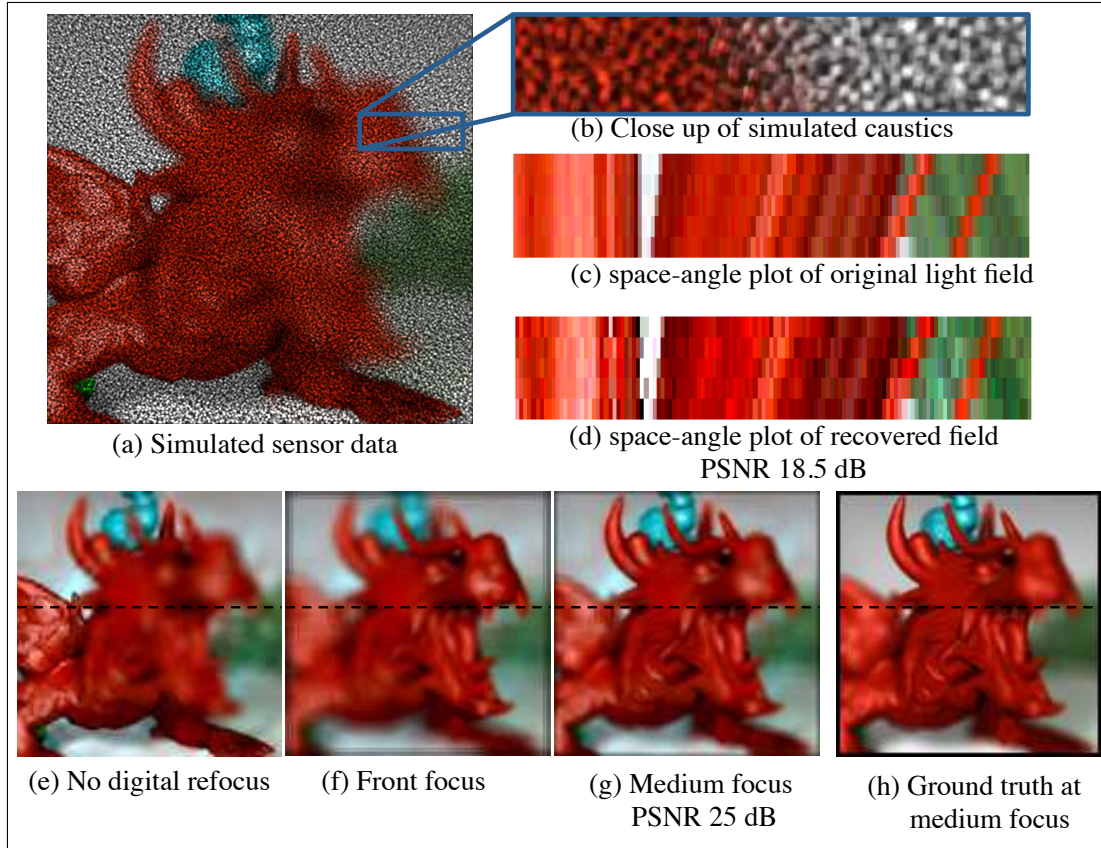 (b) Close up of simulated caustics
(c) space-angle plot of original light field
(a) Simulated sensor data
(d) space-angle plot of recovered field
PSNR 18.5 dB
(e) No digital refocus
(f) Front focus
(g) Medium focus
PSNR 25 dB
(h) Ground truth at
medium focus